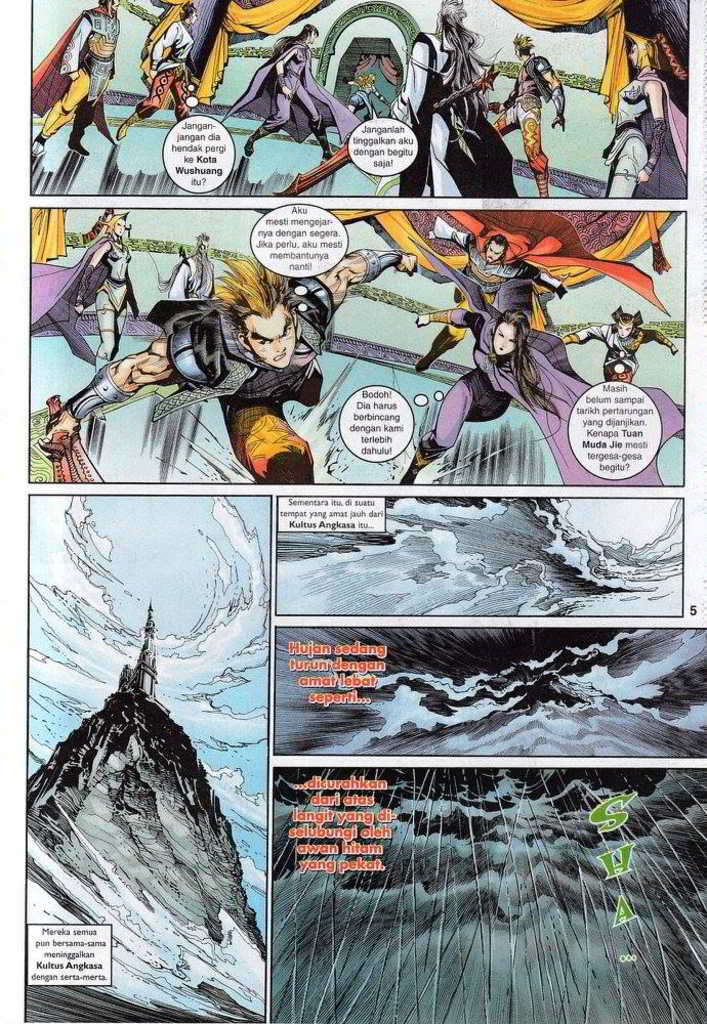 Jangan-
jangan dia
hendak pergi
ke Kota
Wushuang
itu?
Janganlah
tinggalkan aku
dengan begitu
saja!
Aku
mesti mengejar-
nya dengan segera.
Jika perlu, aku mesti
membantunya
nanti!
Bodoh!
Dia harus
berbincang
dengan kami
terlebih
dahulu!
Masih
belum sampai
tarikh pertarungan
yang dijanjikan.
Kenapa Tuan
Muda Jie mesti
tergesa-gesa
begitu?
Mereka semua
pun bersama-sama
meninggalkan
Kultus Angkasa
dengan serta-merta.
Sementara itu, di suatu
tempat yang amat jauh dari
Kultus Angkasa itu...
5
Hujan sedang
turun dengan
amat lebat,
seperti...
...dicurahkan
dari atas
langit yang di-
selubungi oleh
awan hitam
yang pekat.
SHA...